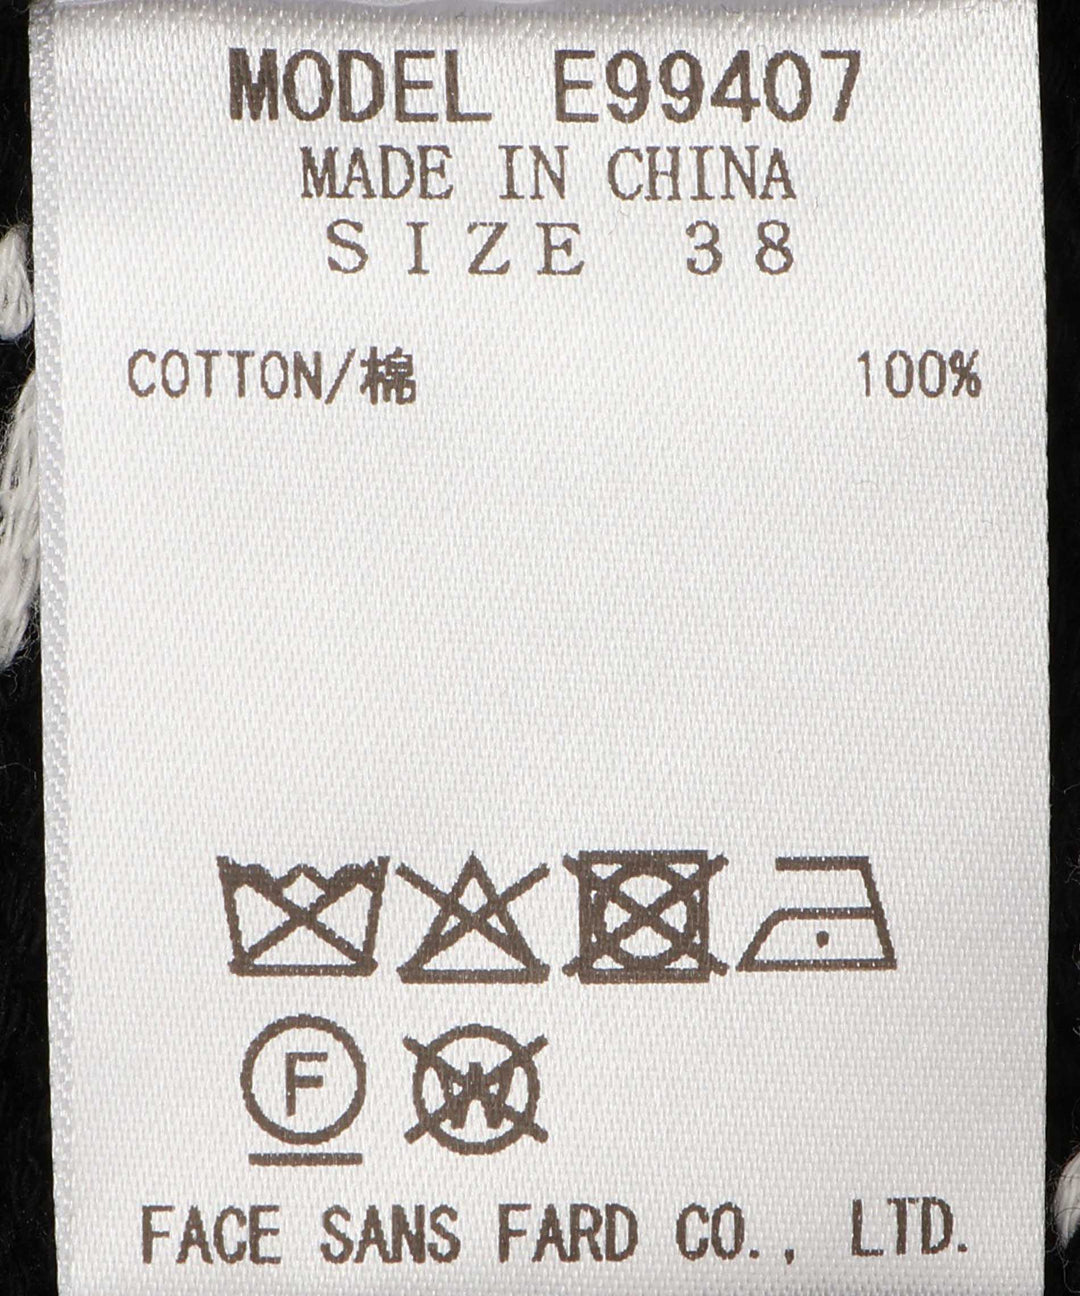 MODEL E99407
MADE IN CHINA
SIZE 38
COTTON/棉 100%
F W
FACE SANS FARD CO., LTD.